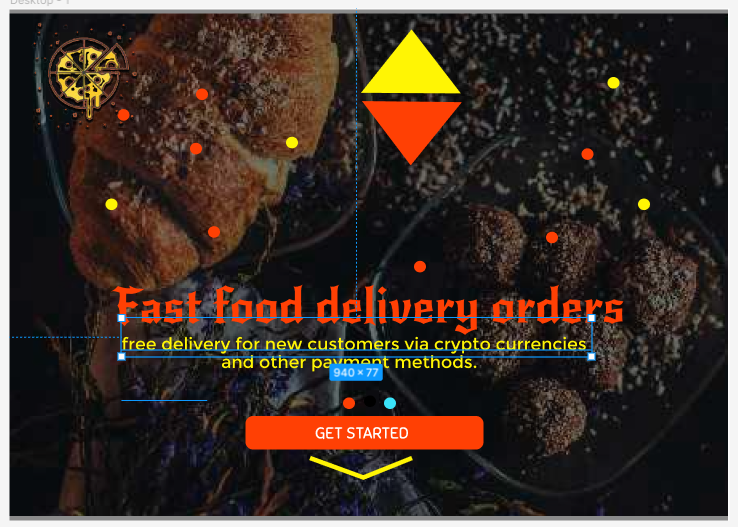 Desktop - 1
Fast food delivery orders
free delivery for new customers via crypto currencies
and other payment methods.
940 × 77
GET STARTED